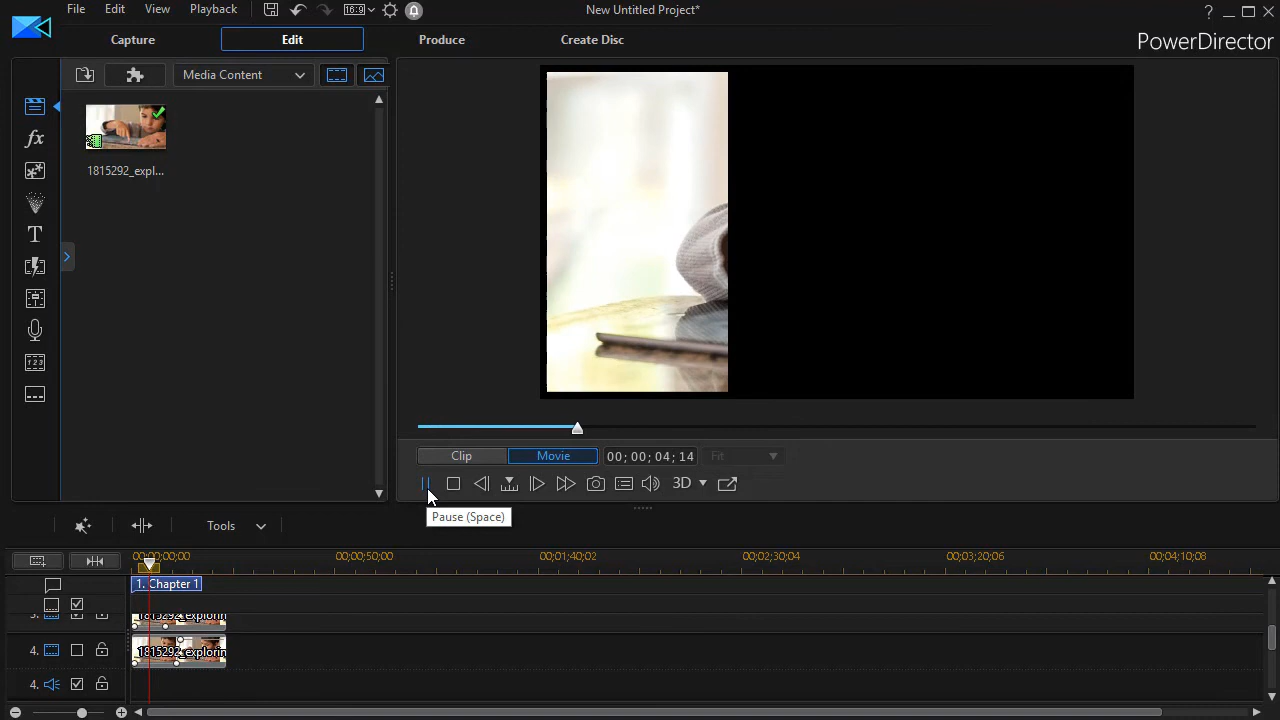 File Edit View Playback 16:9 New Untitled Project* ?
Capture Edit Produce Create Disc PowerDirector
Media Content
fx
1815292_expl...
T
Clip Movie 00; 00; 04; 14 Fit
3D
Pause (Space)
Tools
00;00;00;00 00;00;50;00 00;01;40;02 00;02;30;04 00;03;20;06 00;04;10;08
1. Chapter 1
3. 1815292_explorin
4. 1815292_explorin
4.